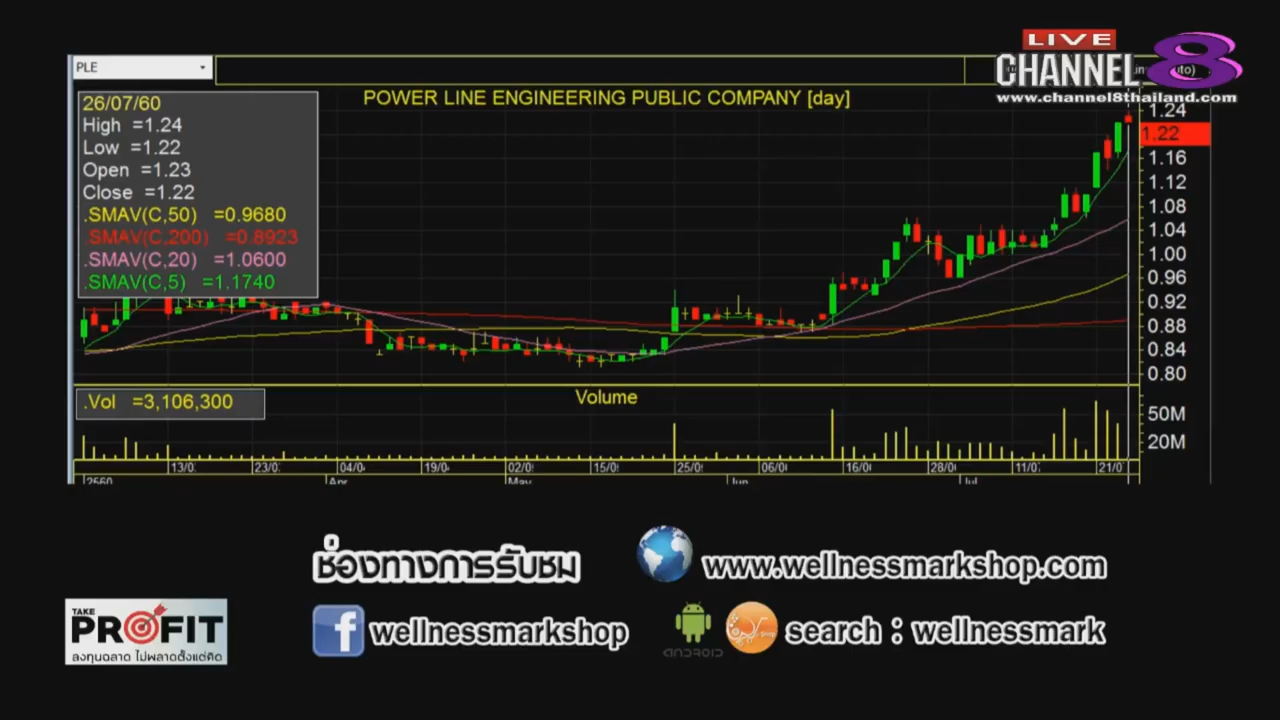 PLE
LIVE
CHANNEL 8
www.channel8thailand.com
POWER LINE ENGINEERING PUBLIC COMPANY [day]
26/07/60
High =1.24
Low =1.22
Open =1.23
Close =1.22
.SMAV(C,50) =0.9680
.SMAV(C,200) =0.8923
.SMAV(C,20) =1.0600
.SMAV(C,5) =1.1740
1.24
1.22
1.16
1.12
1.08
1.04
1.00
0.96
0.92
0.88
0.84
0.80
.Vol =3,106,300
Volume
50M
20M
13/0 23/0 04/0 19/0 02/0 15/0 25/0 06/0 16/0 28/0 11/0 21/0
2560 Apr May Jun Jul
ช่องทางการรับชม
www.wellnessmarkshop.com
wellnessmarkshop
ANDROID
Shop
search : wellnessmark
TAKE
PROFIT
ลงทุนฉลาด ไม่พลาดตั้งแต่คิด